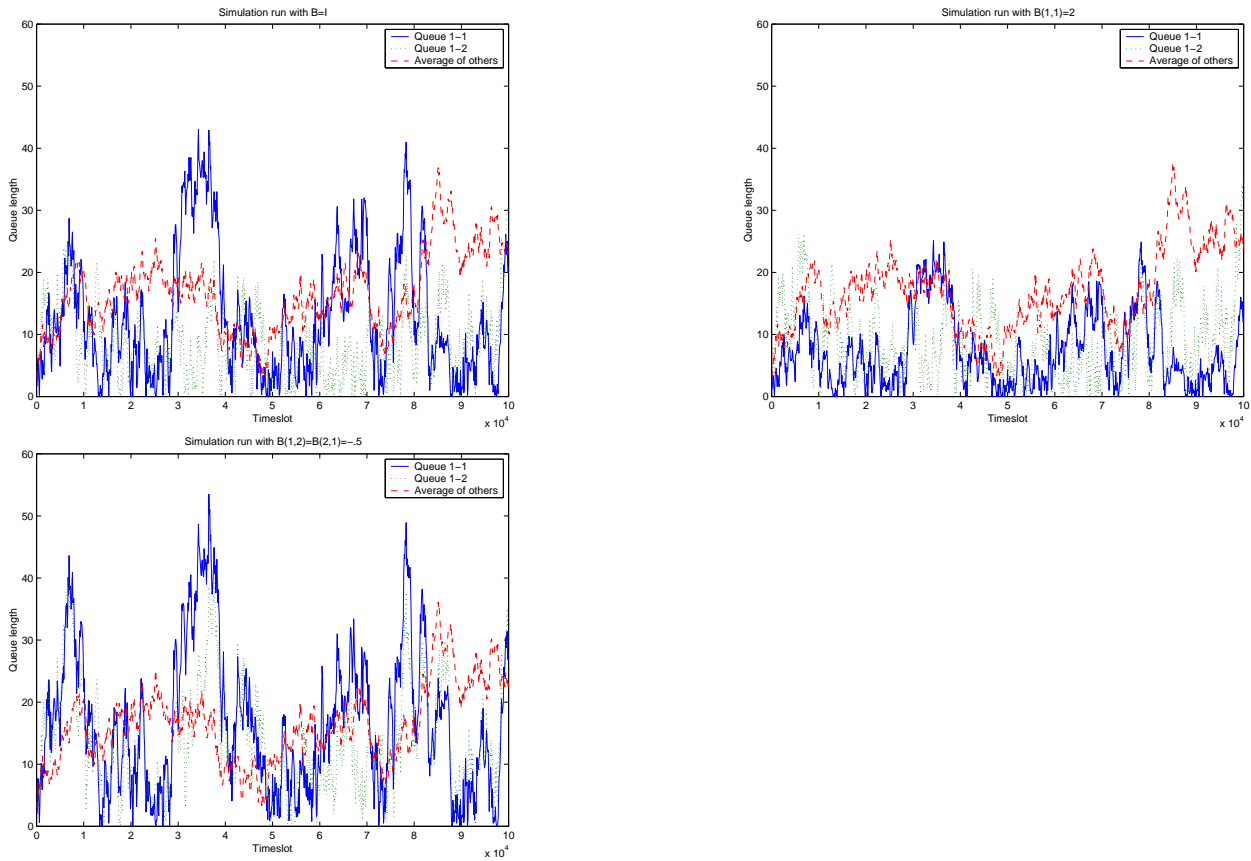 Simulation run with B=I
60
50
40
30
20
10
0
Queue length
Queue 1−1
Queue 1−2
Average of others
0 1 2 3 4 5 6 7 8 9 10
Timeslot
x 10^4
Simulation run with B(1,1)=2
60
50
40
30
20
10
0
Queue length
Queue 1−1
Queue 1−2
Average of others
0 1 2 3 4 5 6 7 8 9 10
Timeslot
x 10^4
Simulation run with B(1,2)=B(2,1)=−.5
60
50
40
30
20
10
0
Queue length
Queue 1−1
Queue 1−2
Average of others
0 1 2 3 4 5 6 7 8 9 10
Timeslot
x 10^4